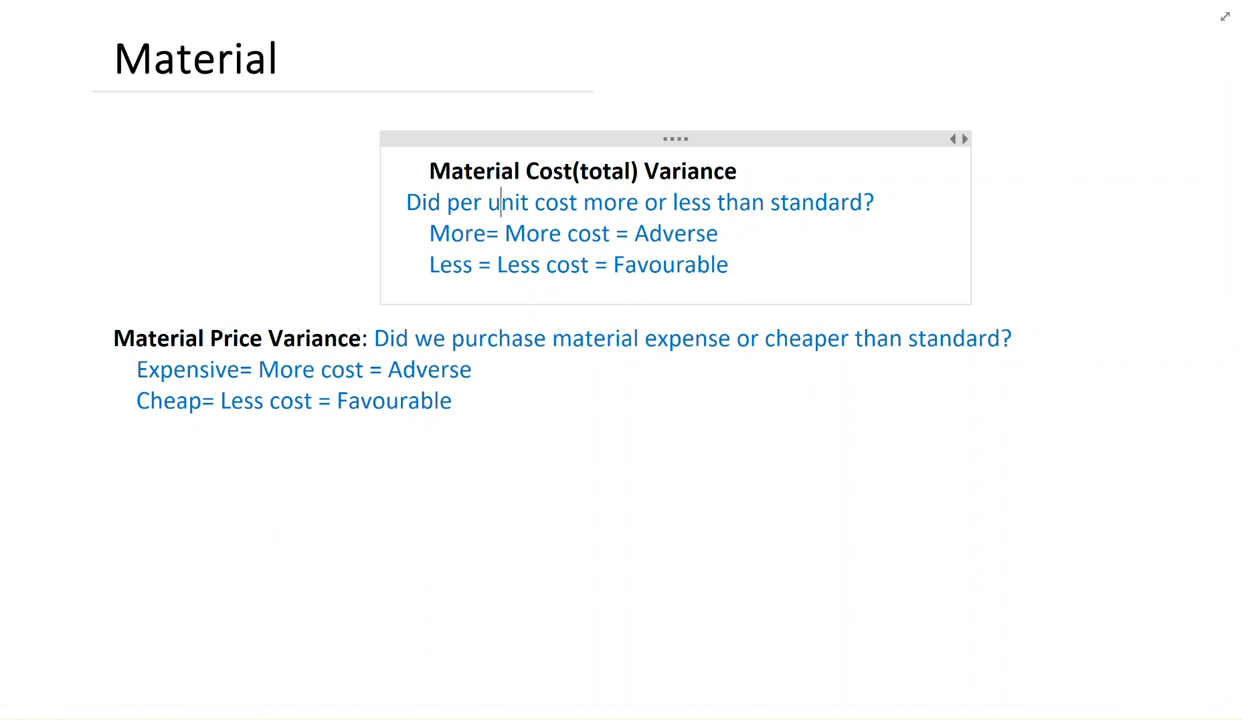 Material
Material Cost(total) Variance
Did per unit cost more or less than standard?
More= More cost = Adverse
Less = Less cost = Favourable
Material Price Variance: Did we purchase material expense or cheaper than standard?
Expensive= More cost = Adverse
Cheap= Less cost = Favourable